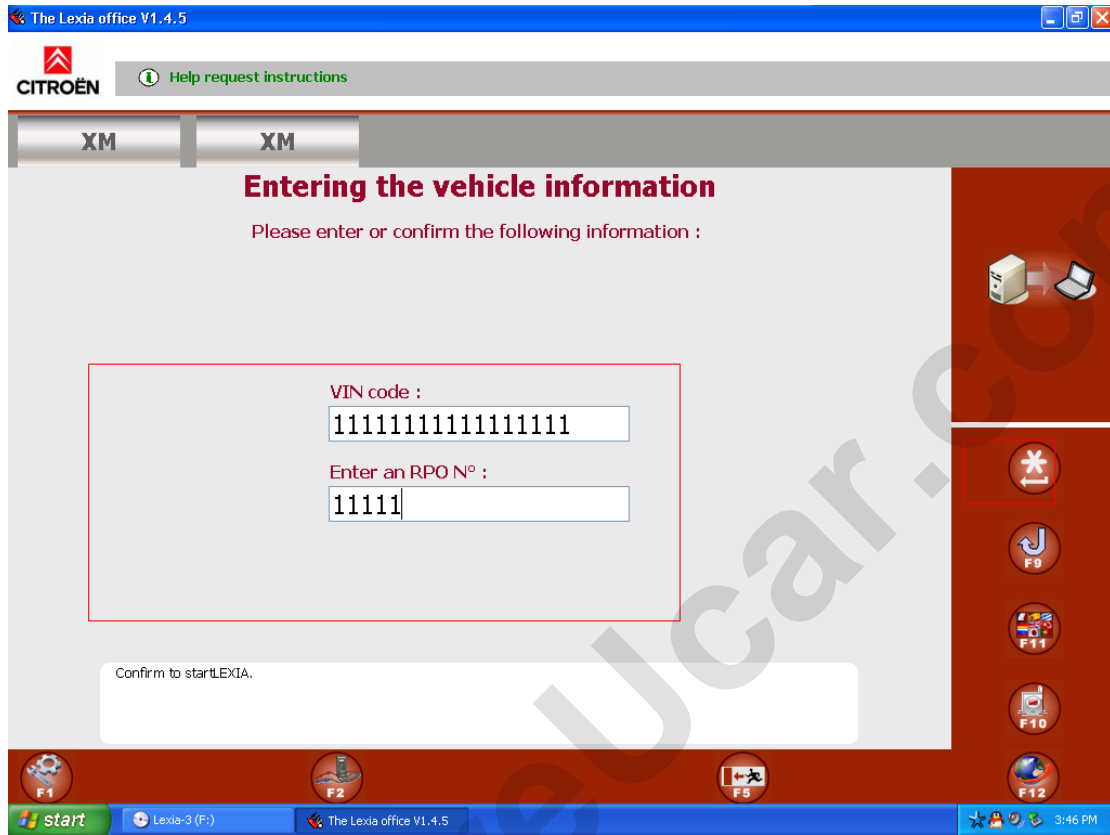 The Lexia office V1.4.5
CITROËN
Help request instructions
XM XM
Entering the vehicle information
Please enter or confirm the following information :
VIN code :
11111111111111111
Enter an RPO N° :
11111
F9
F11
Confirm to startLEXIA.
F10
F1 F2 F5 F12
start Lexia-3 (F:) The Lexia office V1.4.5 3:46 PM